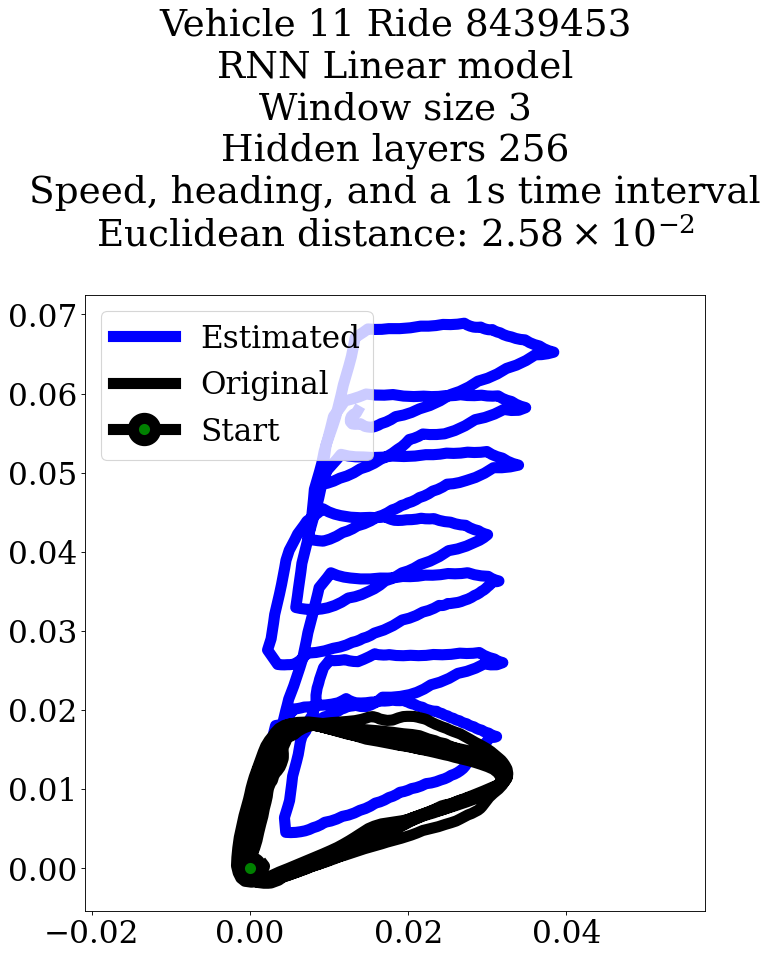 Vehicle 11 Ride 8439453
RNN Linear model
Window size 3
Hidden layers 256
Speed, heading, and a 1s time interval
Euclidean distance: 2.58 × 10⁻²
0.07
Estimated
Original
0.06
Start
0.05
0.04
0.03
0.02
0.01
0.00
−0.02 0.00 0.02 0.04